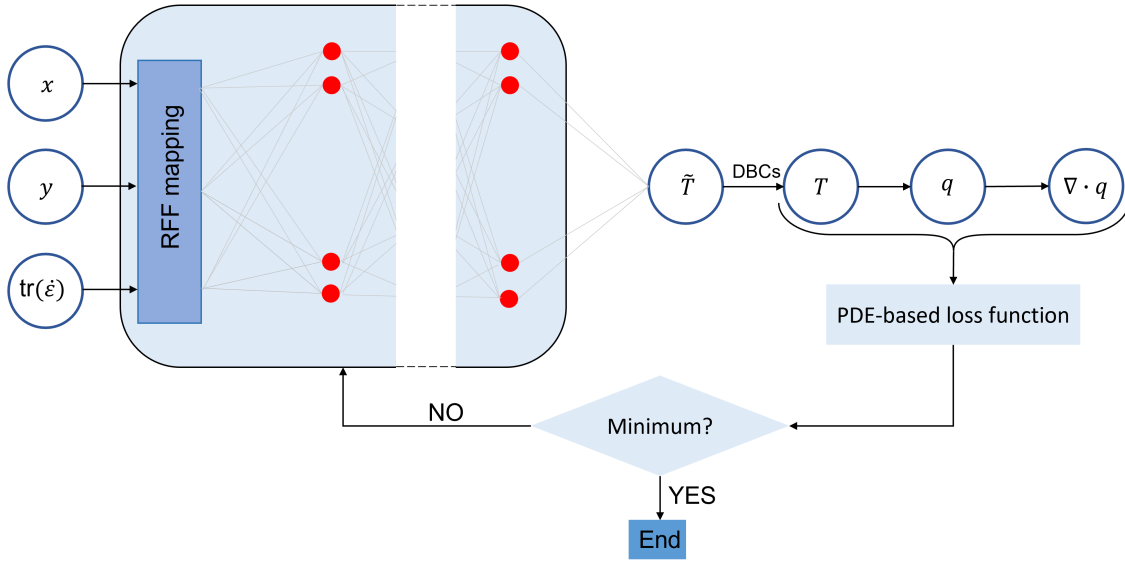 x
y
tr(ε̇)
RFF mapping
T̃
DBCs
T
q
∇ · q
PDE-based loss function
Minimum?
NO
YES
End